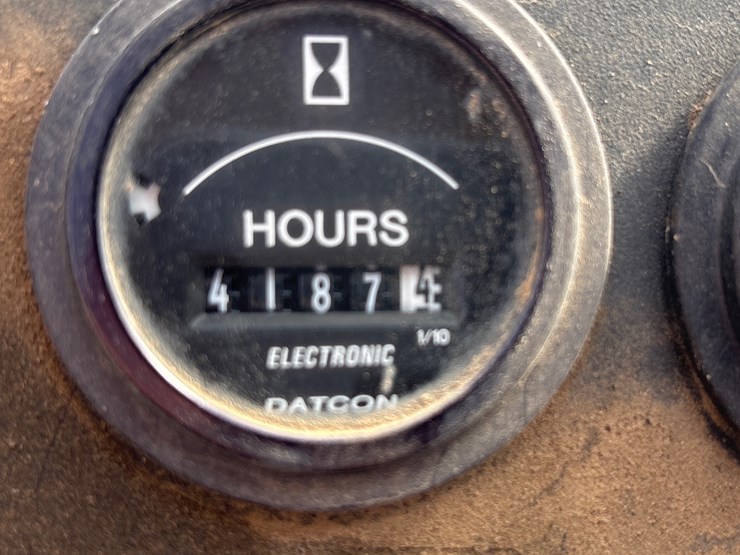 HOURS
4 1 8 7 4
1/10
ELECTRONIC
DATCON